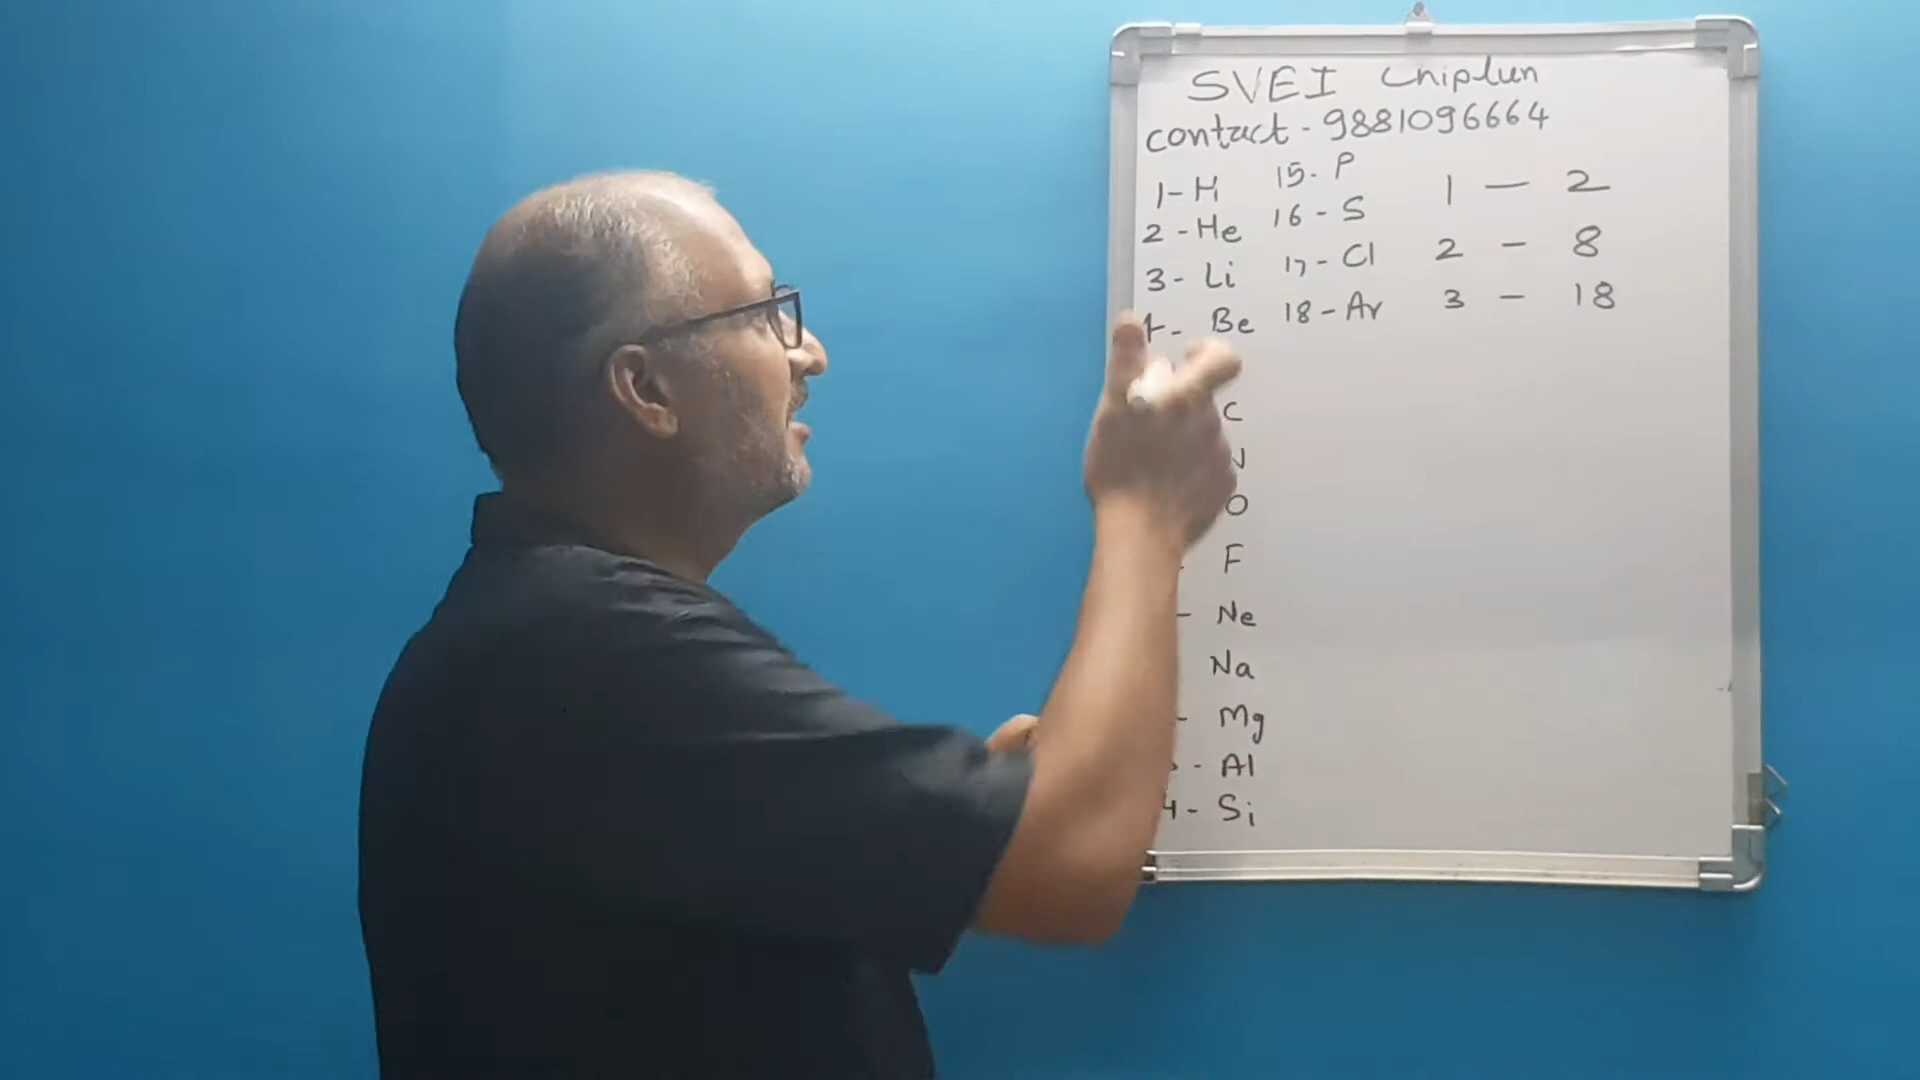 SVEI Chiplun
contact - 9881096664
1- H
2 - He
3 - Li
4 - Be
C
N
O
- F
- Ne
Na
- Mg
- Al
4 - Si
15 - P
16 - S
17 - Cl
18 - Ar
1 — 2
2 - 8
3 - 18